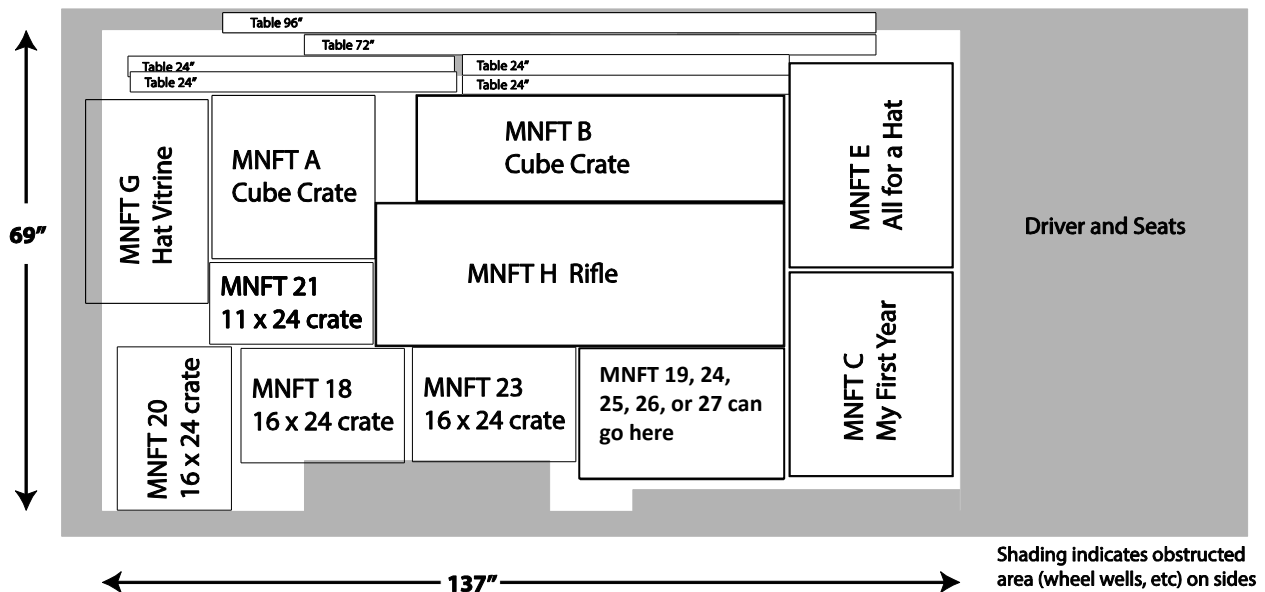 Table 96”
Table 72”
Table 24”
Table 24”
Table 24”
Table 24”
MNFT G
Hat Vitrine
MNFT A
Cube Crate
MNFT B
Cube Crate
MNFT E
All for a Hat
Driver and Seats
69”
MNFT H Rifle
MNFT 21
11 x 24 crate
MNFT 20
16 x 24 crate
MNFT 18
16 x 24 crate
MNFT 23
16 x 24 crate
MNFT 19, 24,
25, 26, or 27 can
go here
MNFT C
My First Year
137”
Shading indicates obstructed
area (wheel wells, etc) on sides